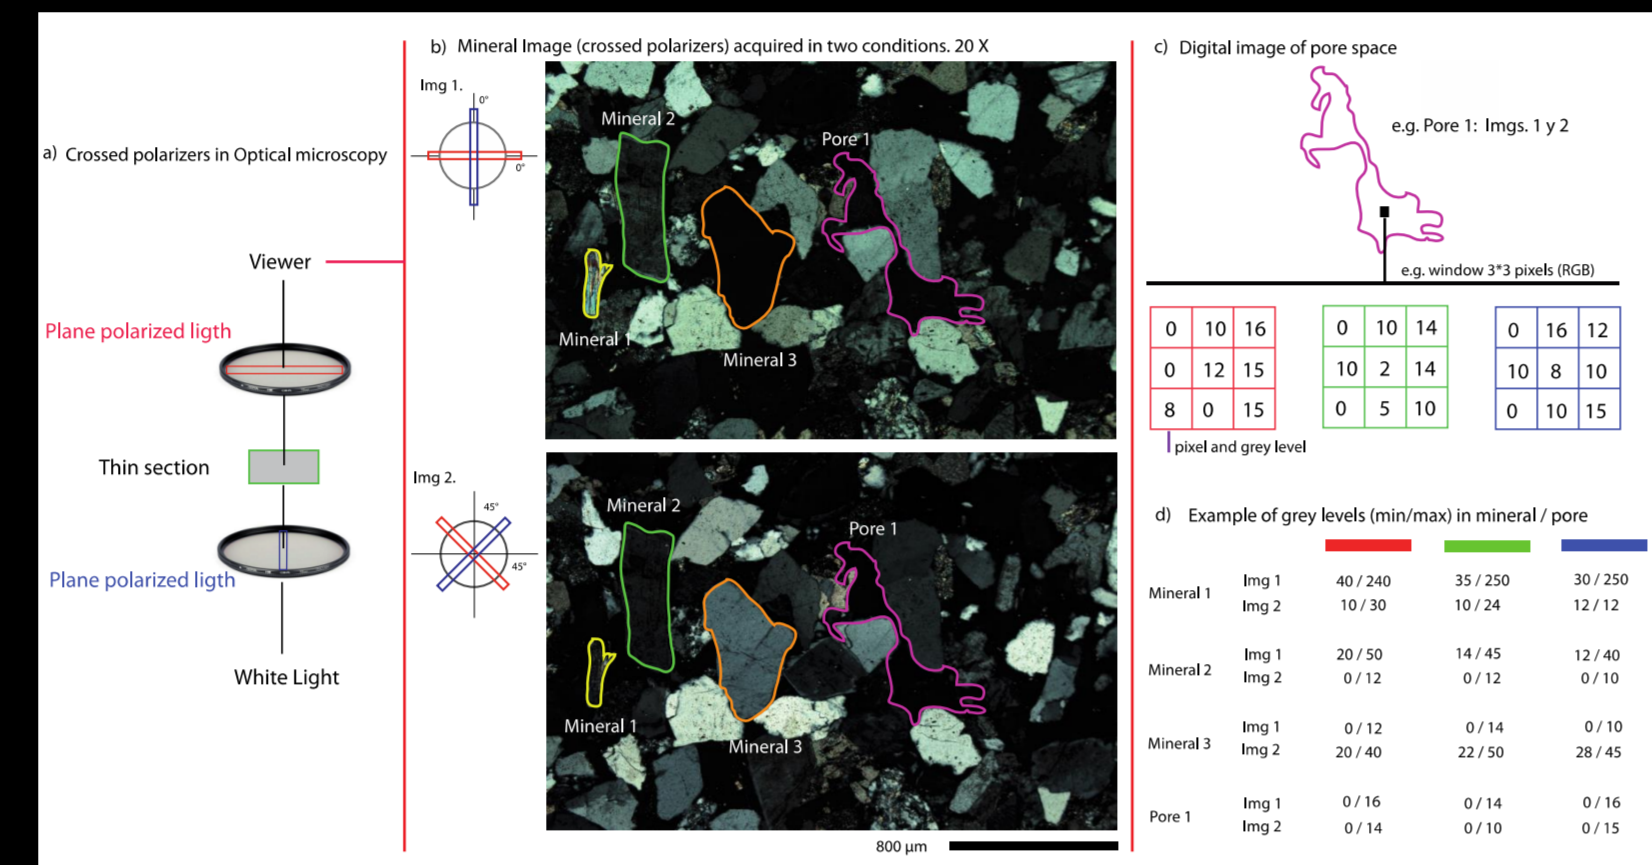 a) Crossed polarizers in Optical microscopy
Viewer
Plane polarized ligth
Thin section
Plane polarized ligth
White Light
b) Mineral Image (crossed polarizers) acquired in two conditions. 20 X
Img 1.
0°
0°
Mineral 2
Pore 1
Mineral 1
Mineral 3
Img 2.
45°
45°
Mineral 2
Pore 1
Mineral 1
Mineral 3
800 µm
c) Digital image of pore space
e.g. Pore 1: Imgs. 1 y 2
e.g. window 3*3 pixels (RGB)
0 10 16
0 12 15
8 0 15
0 10 14
10 2 14
0 5 10
0 16 12
10 8 10
0 10 15
pixel and grey level
d) Example of grey levels (min/max) in mineral / pore
Mineral 1
Img 1 40 / 240 35 / 250 30 / 250
Img 2 10 / 30 10 / 24 12 / 12
Mineral 2
Img 1 20 / 50 14 / 45 12 / 40
Img 2 0 / 12 0 / 12 0 / 10
Mineral 3
Img 1 0 / 12 0 / 14 0 / 10
Img 2 20 / 40 22 / 50 28 / 45
Pore 1
Img 1 0 / 16 0 / 14 0 / 16
Img 2 0 / 14 0 / 10 0 / 15